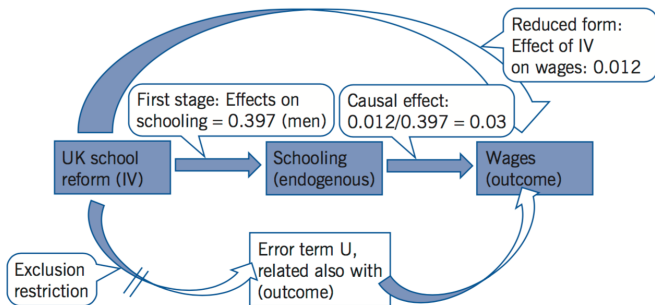 Reduced form:
Effect of IV
on wages: 0.012
First stage: Effects on
schooling = 0.397 (men)
Causal effect:
0.012/0.397 = 0.03
UK school
reform (IV)
Schooling
(endogenous)
Wages
(outcome)
Exclusion
restriction
Error term U,
related also with
(outcome)